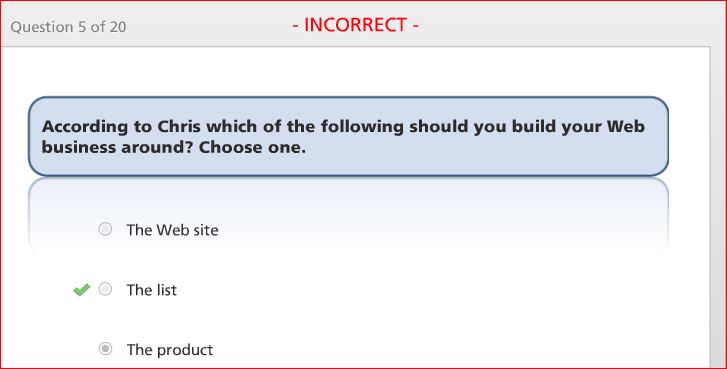 Question 5 of 20
- INCORRECT -
According to Chris which of the following should you build your Web
business around? Choose one.
The Web site
The list
The product